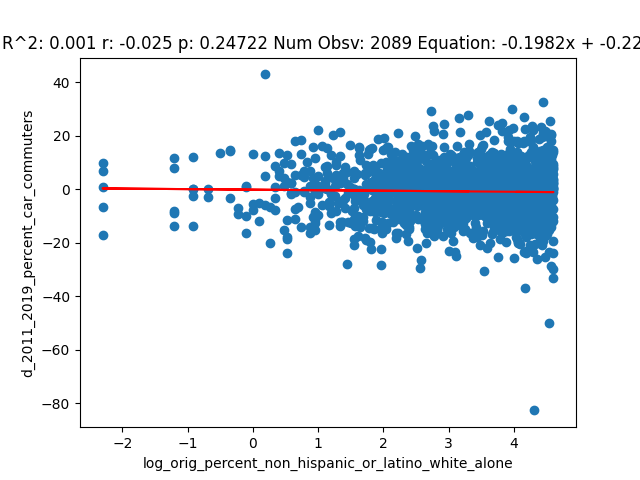 R^2: 0.001 r: -0.025 p: 0.24722 Num Obsv: 2089 Equation: -0.1982x + -0.22
40
20
0
−20
−40
−60
−80
d_2011_2019_percent_car_commuters
−2 −1 0 1 2 3 4
log_orig_percent_non_hispanic_or_latino_white_alone